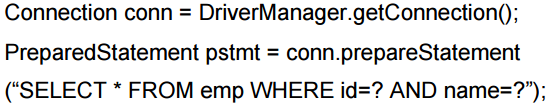 Connection conn = DriverManager.getConnection();
PreparedStatement pstmt = conn.prepareStatement
(“SELECT * FROM emp WHERE id=? AND name=?”);